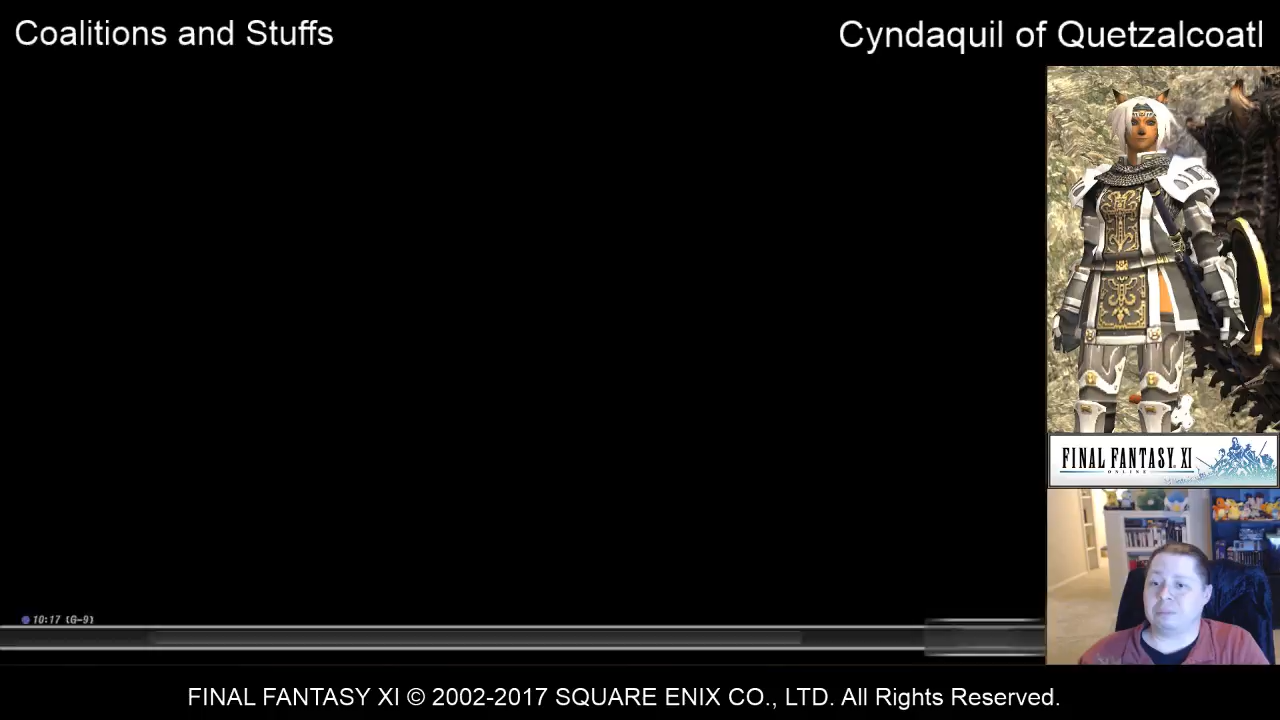 Coalitions and Stuffs
Cyndaquil of Quetzalcoatl
FINAL FANTASY XI
ONLINE
10:17 (G-9)
FINAL FANTASY XI © 2002-2017 SQUARE ENIX CO., LTD. All Rights Reserved.